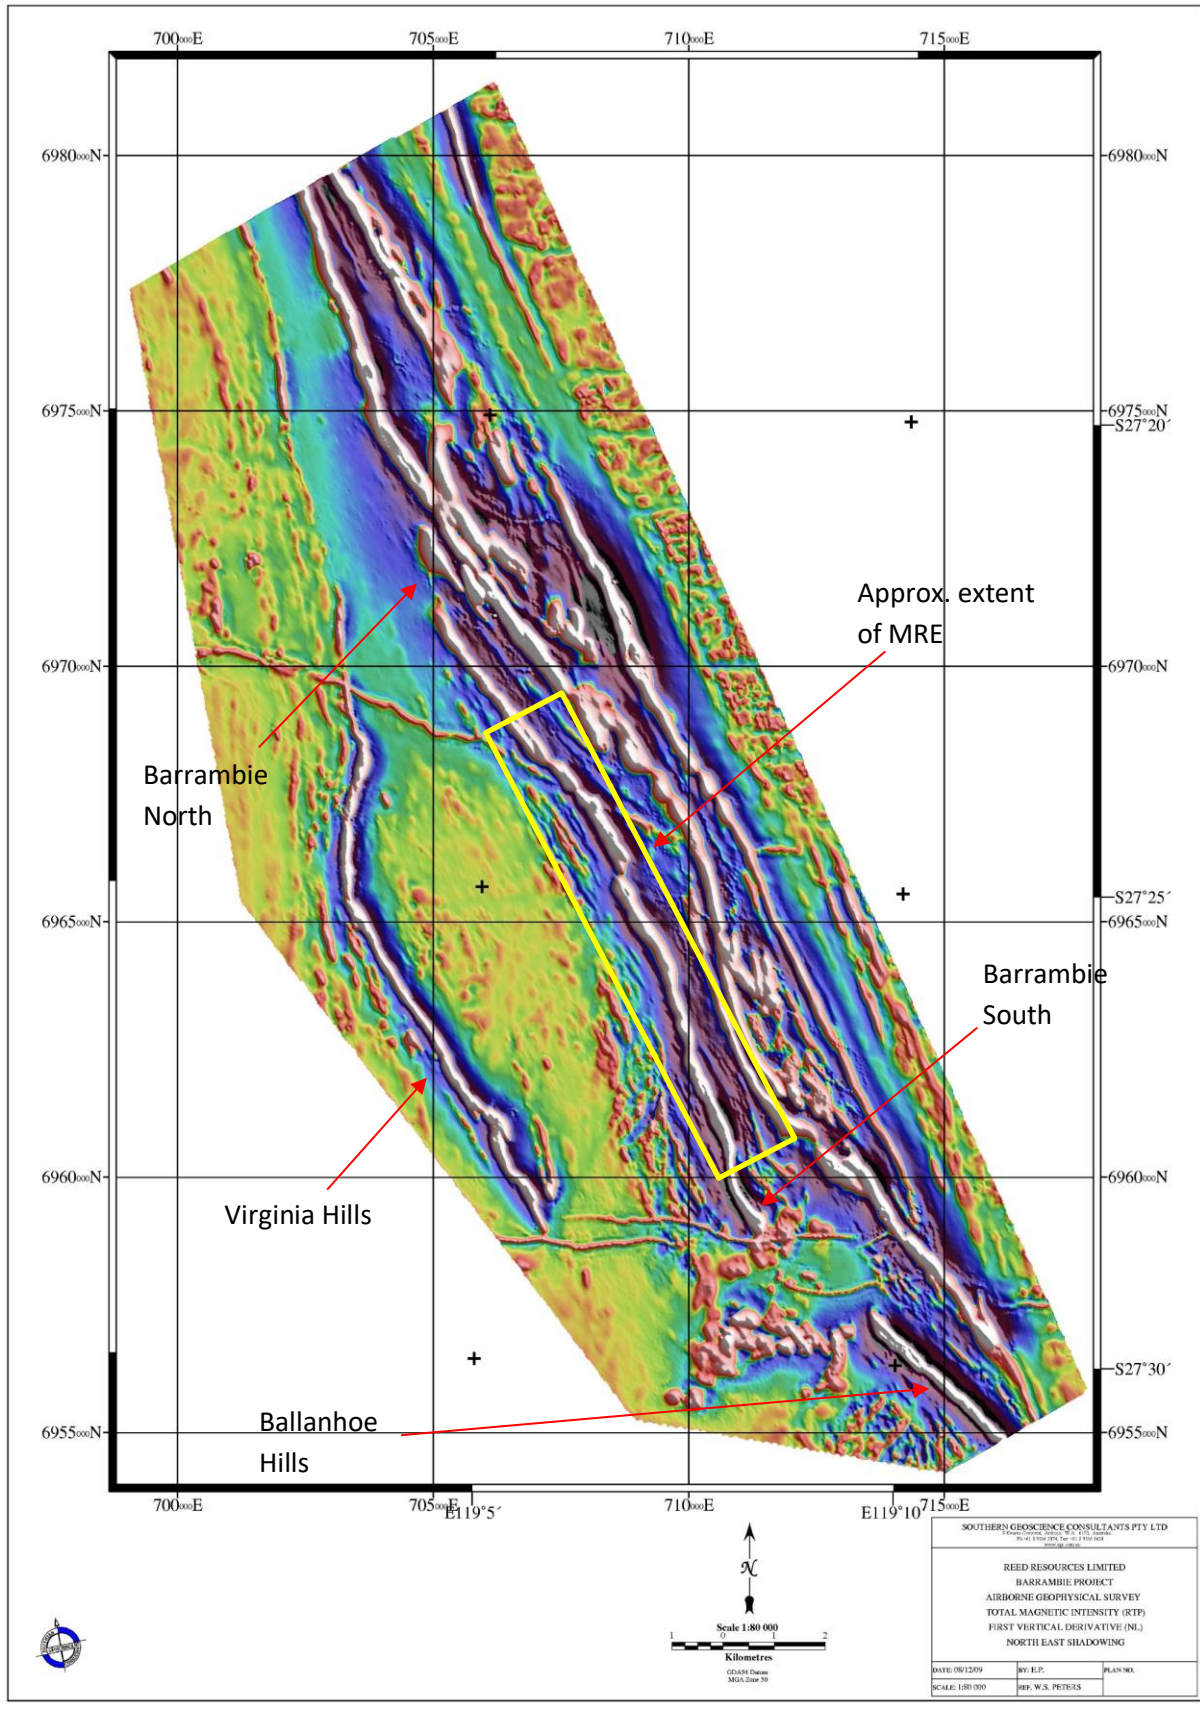 700000E 705000E 710000E 715000E
6980000N 6980000N
6975000N 6975000N
S27°20´
Approx. extent
of MRE
6970000N 6970000N
Barrambie
North
S27°25´
6965000N 6965000N
Barrambie
South
6960000N 6960000N
Virginia Hills
S27°30´
Ballanhoe
Hills
6955000N 6955000N
700000E 705000E 710000E 715000E
E119°5´ E119°10´
N
Scale 1:80 000
1 0 1 2
Kilometres
GDA94 Datum
MGA Zone 50
SOUTHERN GEOSCIENCE CONSULTANTS PTY LTD
REED RESOURCES LIMITED
BARRAMBIE PROJECT
AIRBORNE GEOPHYSICAL SURVEY
TOTAL MAGNETIC INTENSITY (RTP)
FIRST VERTICAL DERIVATIVE (NL)
NORTH EAST SHADOWING
DATE: 08/12/09 BY: E.P. PLAN NO.
SCALE: 1:80 000 REF. W.S. PETERS